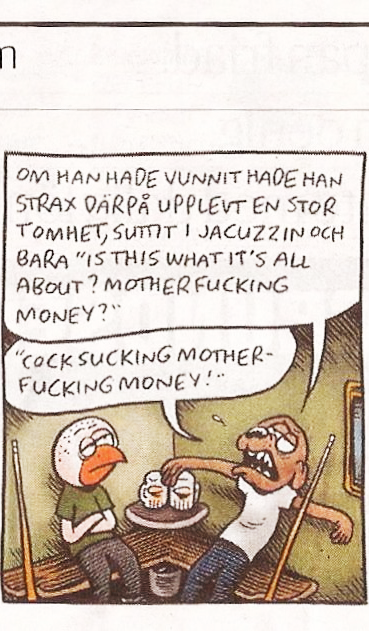 n
OM HAN HADE VUNNIT HADE HAN
STRAX DÄRPÅ UPPLEVT EN STOR
TOMHET, SUTTIT I JACUZZIN OCH
BARA "IS THIS WHAT IT'S ALL
ABOUT? MOTHERFUCKING
MONEY?"
"COCKSUCKING MOTHER-
FUCKING MONEY!"